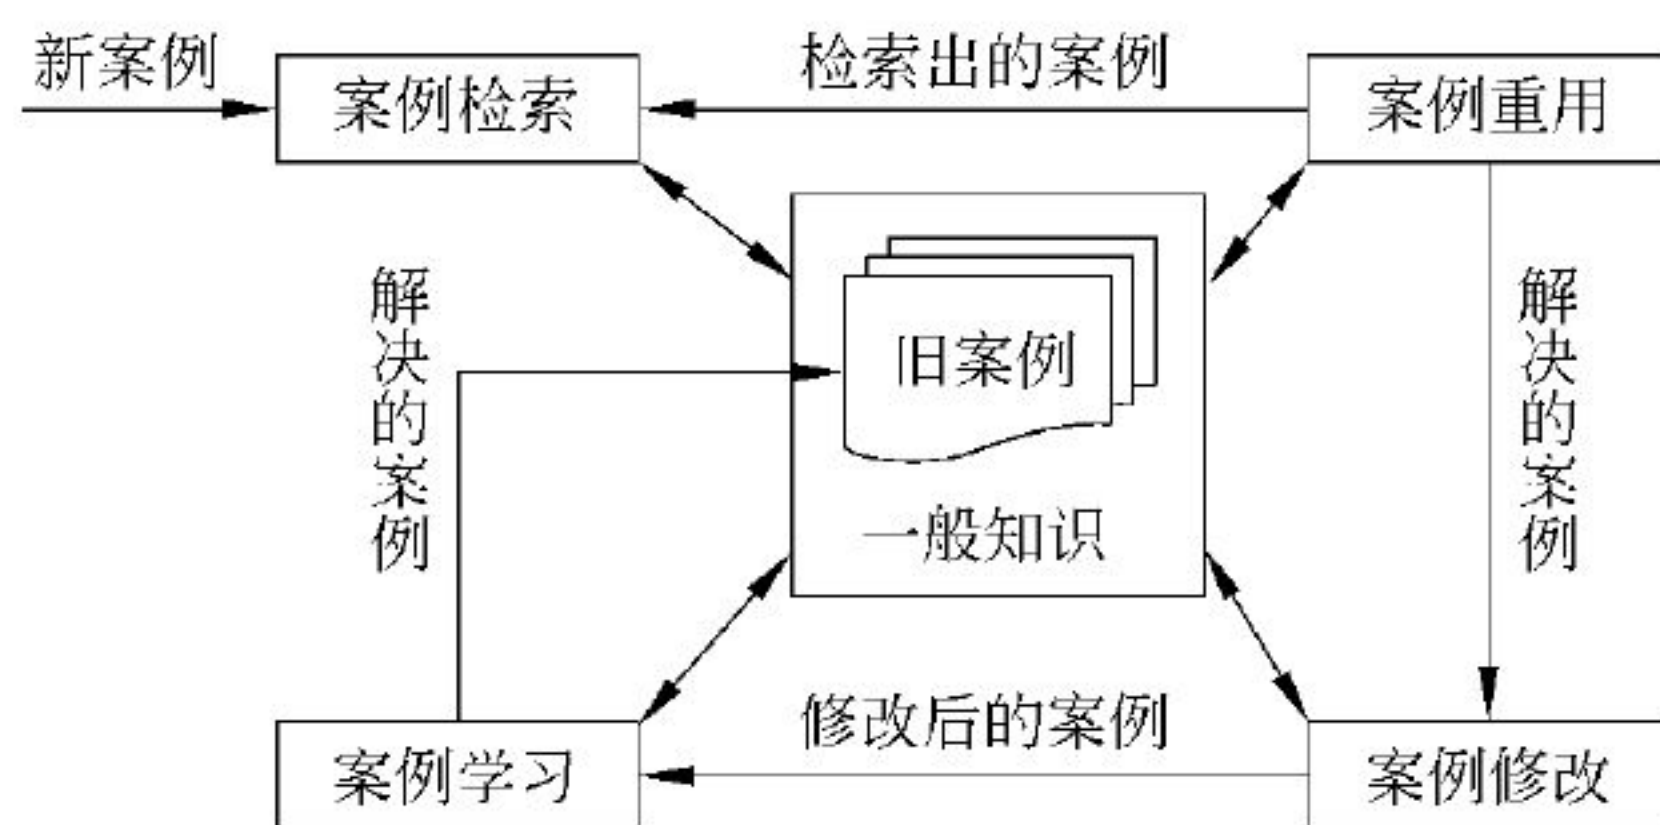 新案例
案例检索
检索出的案例
案例重用
解决的案例
旧案例
一般知识
解决的案例
案例学习
修改后的案例
案例修改